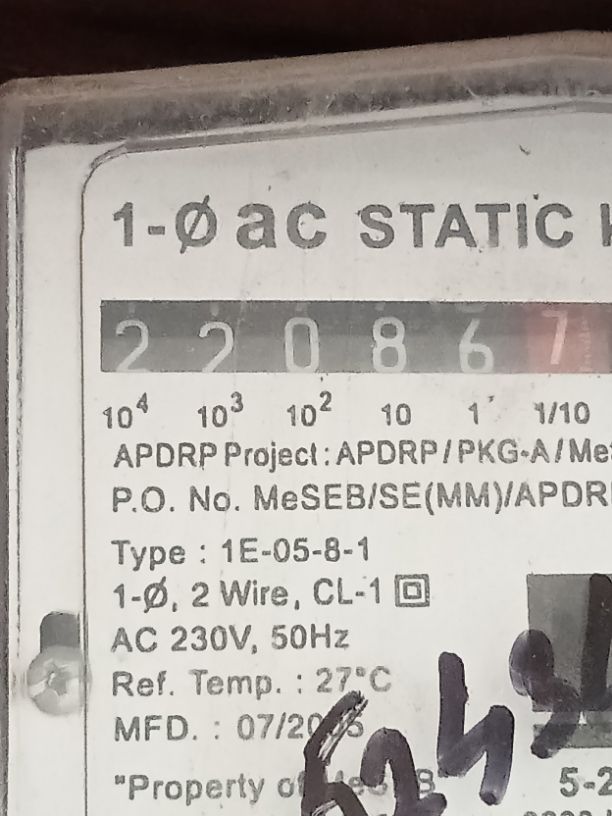 1-Ø ac STATIC
2 2 0 8 6 7
10⁴ 10³ 10² 10 1 1/10
APDRP Project: APDRP/PKG-A/Me
P.O. No. MeSEB/SE(MM)/APDR
Type : 1E-05-8-1
1-Ø, 2 Wire, CL-1
AC 230V, 50Hz
Ref. Temp. : 27°C
MFD. : 07/20
"Property
5-2